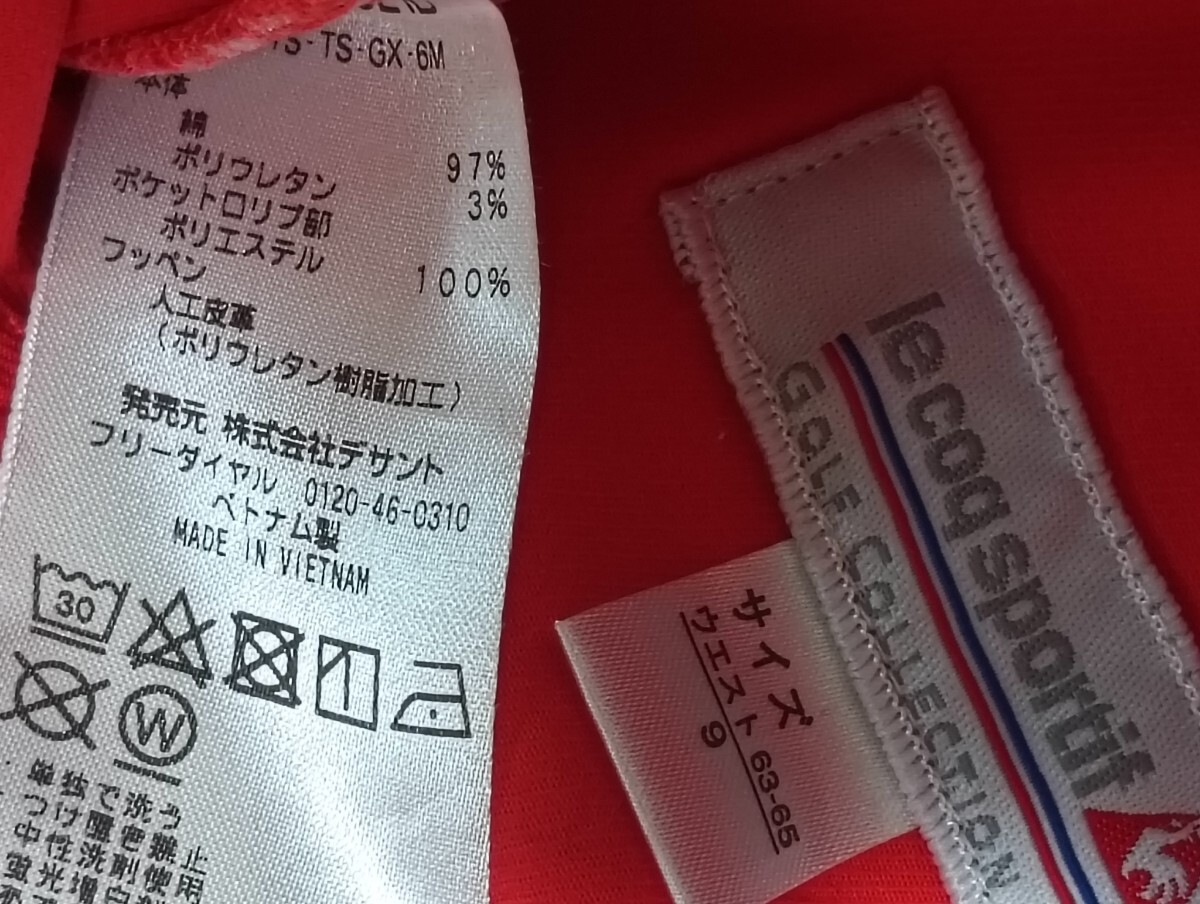 TS-TS-GX-6M
本体
綿 97%
ポリウレタン 3%
ポケット口リブ部
ポリエステル 100%
ワッペン
人工皮革
(ポリウレタン樹脂加工)
発売元 株式会社デサント
フリーダイヤル 0120-46-0310
ベトナム製
MADE IN VIETNAM
30
W
単独で洗う
つけ置き禁止
中性洗剤使用
蛍光増白剤
le coq sportif
GOLF COLLECTION
サイズ
ウエスト 63-65
9